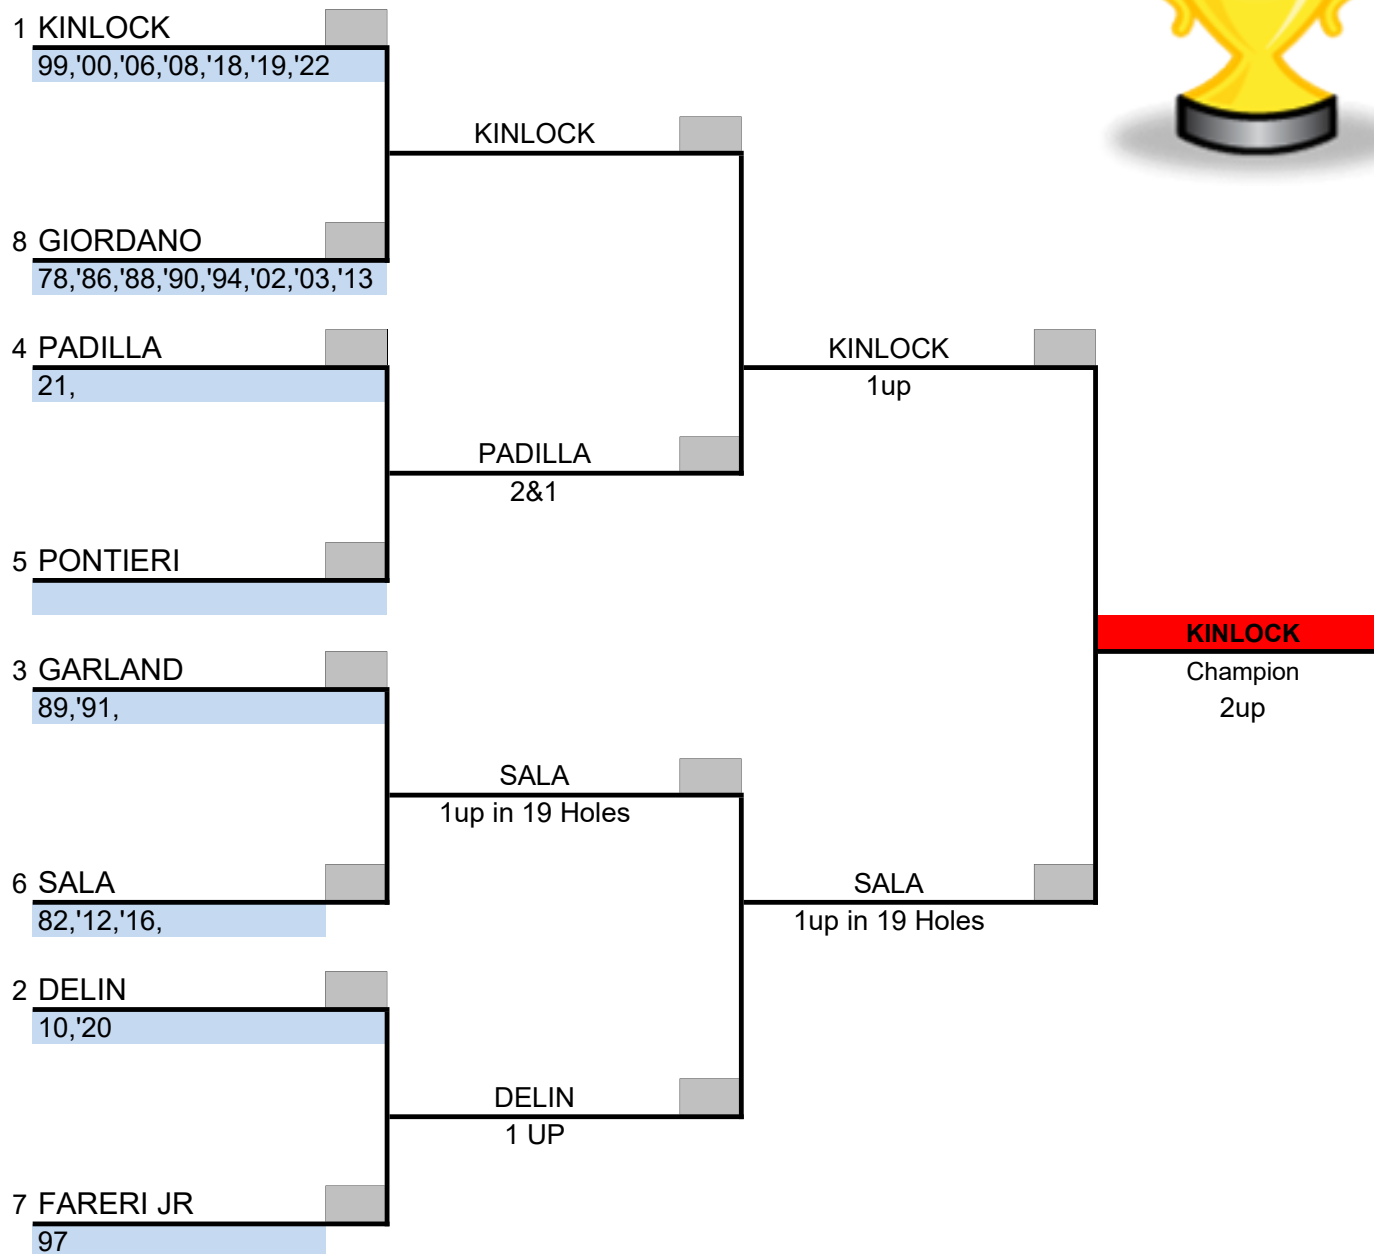 1 KINLOCK
99,'00,'06,'08,'18,'19,'22
KINLOCK
8 GIORDANO
78,'86,'88,'90,'94,'02,'03,'13
4 PADILLA
21,
KINLOCK
1up
PADILLA
2&1
5 PONTIERI
KINLOCK
Champion
2up
3 GARLAND
89,'91,
SALA
1up in 19 Holes
6 SALA
82,'12,'16,
SALA
1up in 19 Holes
2 DELIN
10,'20
DELIN
1 UP
7 FARERI JR
97